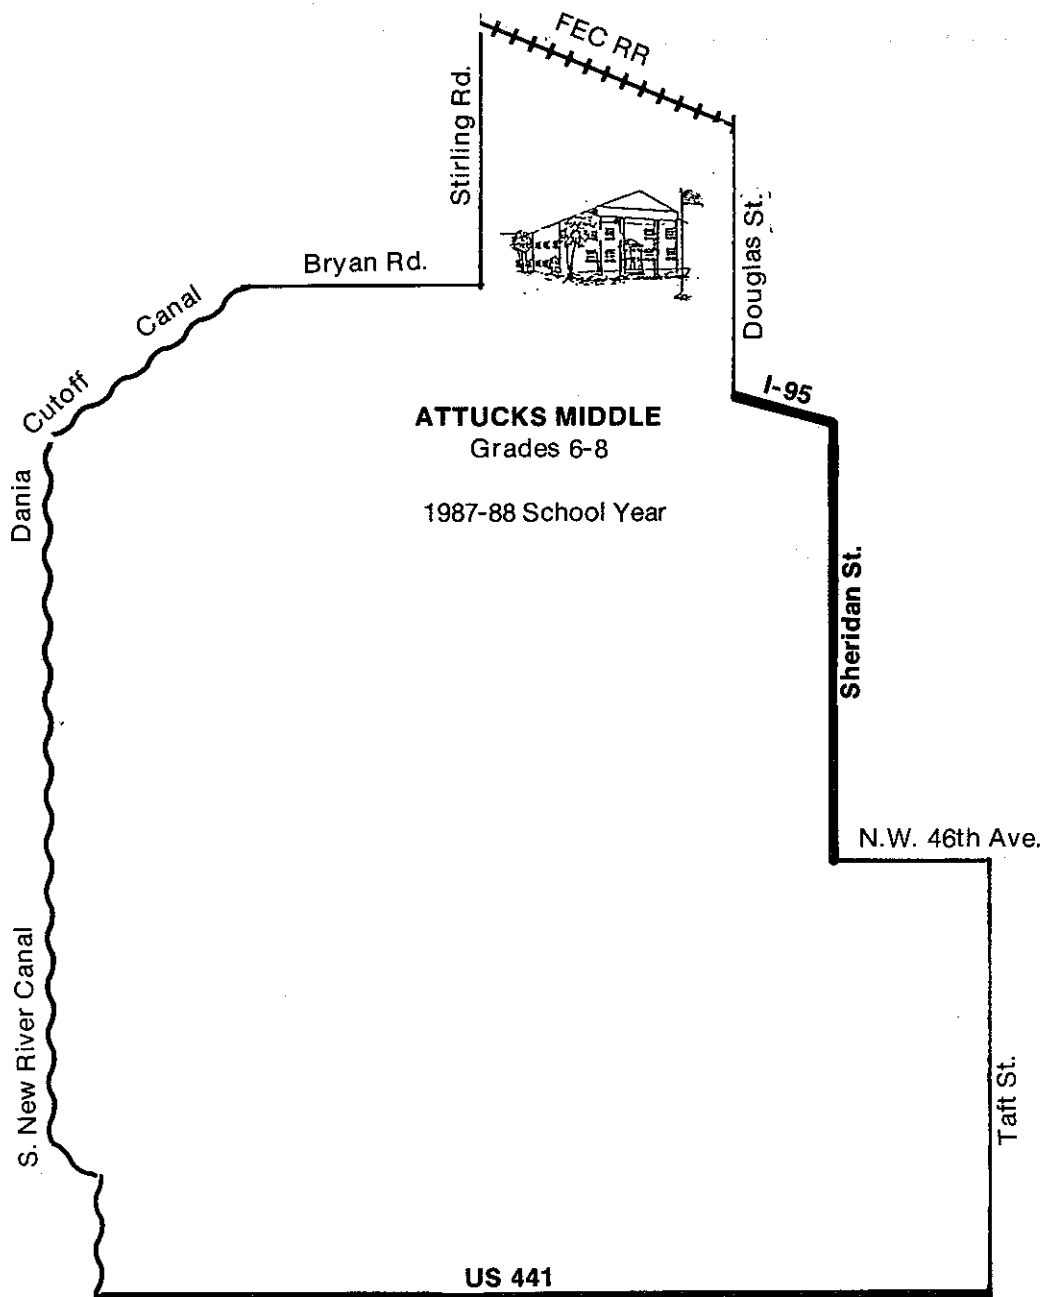 FEC RR
Stirling Rd.
Douglas St.
Bryan Rd.
Dania Cutoff Canal
I-95
ATTUCKS MIDDLE
Grades 6-8
1987-88 School Year
Sheridan St.
N.W. 46th Ave.
S. New River Canal
Taft St.
US 441